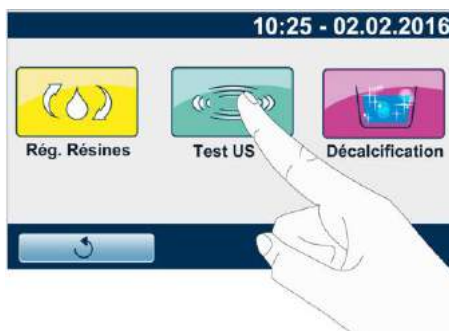 10:25 - 02.02.2016
Rég. Résines
Test US
Décalcification